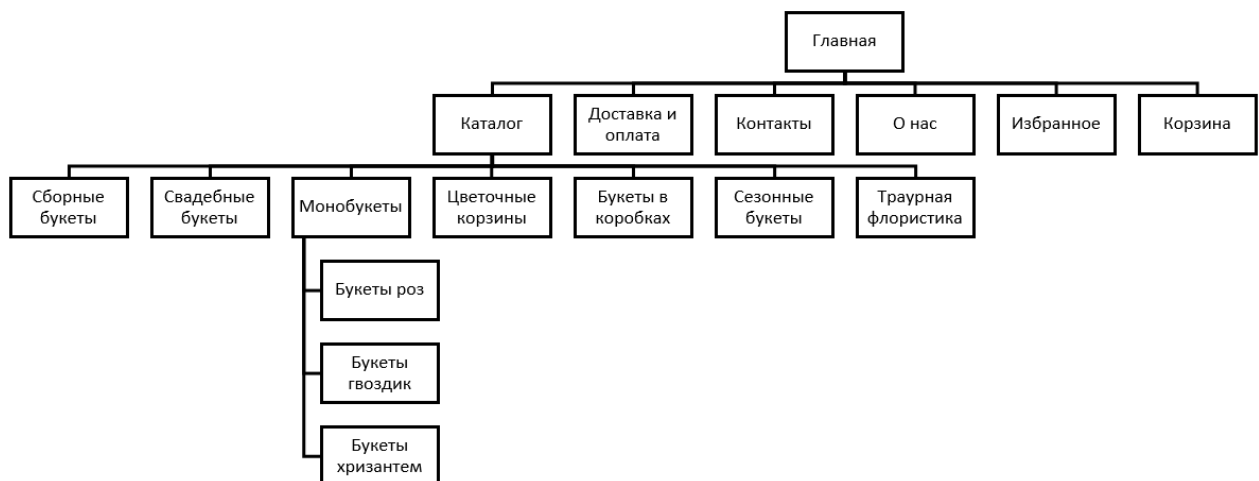 Главная
Каталог
Доставка и
оплата
Контакты
О нас
Избранное
Корзина
Сборные
букеты
Свадебные
букеты
Монобукеты
Цветочные
корзины
Букеты в
коробках
Сезонные
букеты
Траурная
флористика
Букеты роз
Букеты
гвоздик
Букеты
хризантем